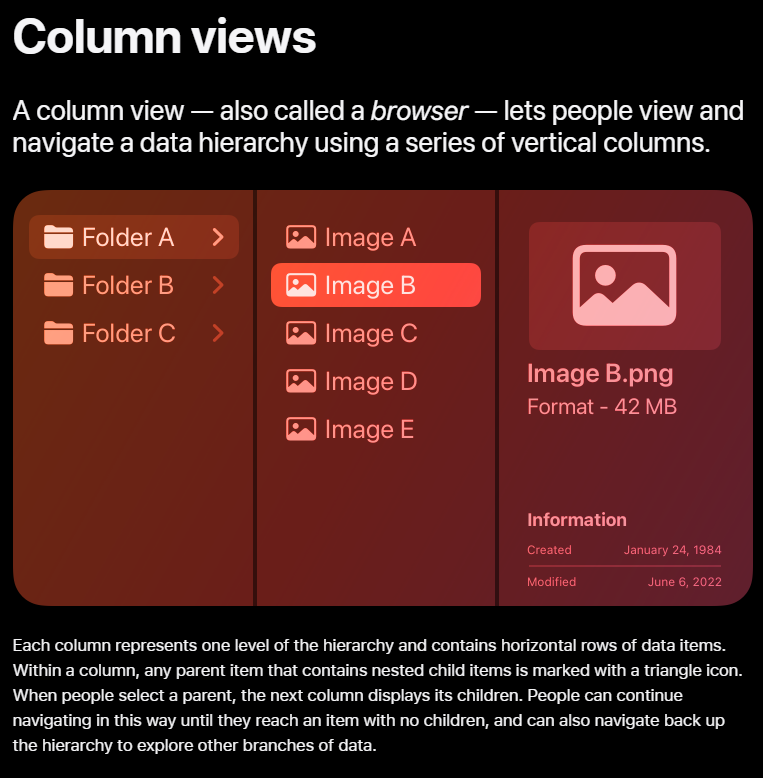 Column views
A column view — also called a browser — lets people view and
navigate a data hierarchy using a series of vertical columns.
Folder A
Folder B
Folder C
Image A
Image B
Image C
Image D
Image E
Image B.png
Format - 42 MB
Information
Created January 24, 1984
Modified June 6, 2022
Each column represents one level of the hierarchy and contains horizontal rows of data items.
Within a column, any parent item that contains nested child items is marked with a triangle icon.
When people select a parent, the next column displays its children. People can continue
navigating in this way until they reach an item with no children, and can also navigate back up
the hierarchy to explore other branches of data.